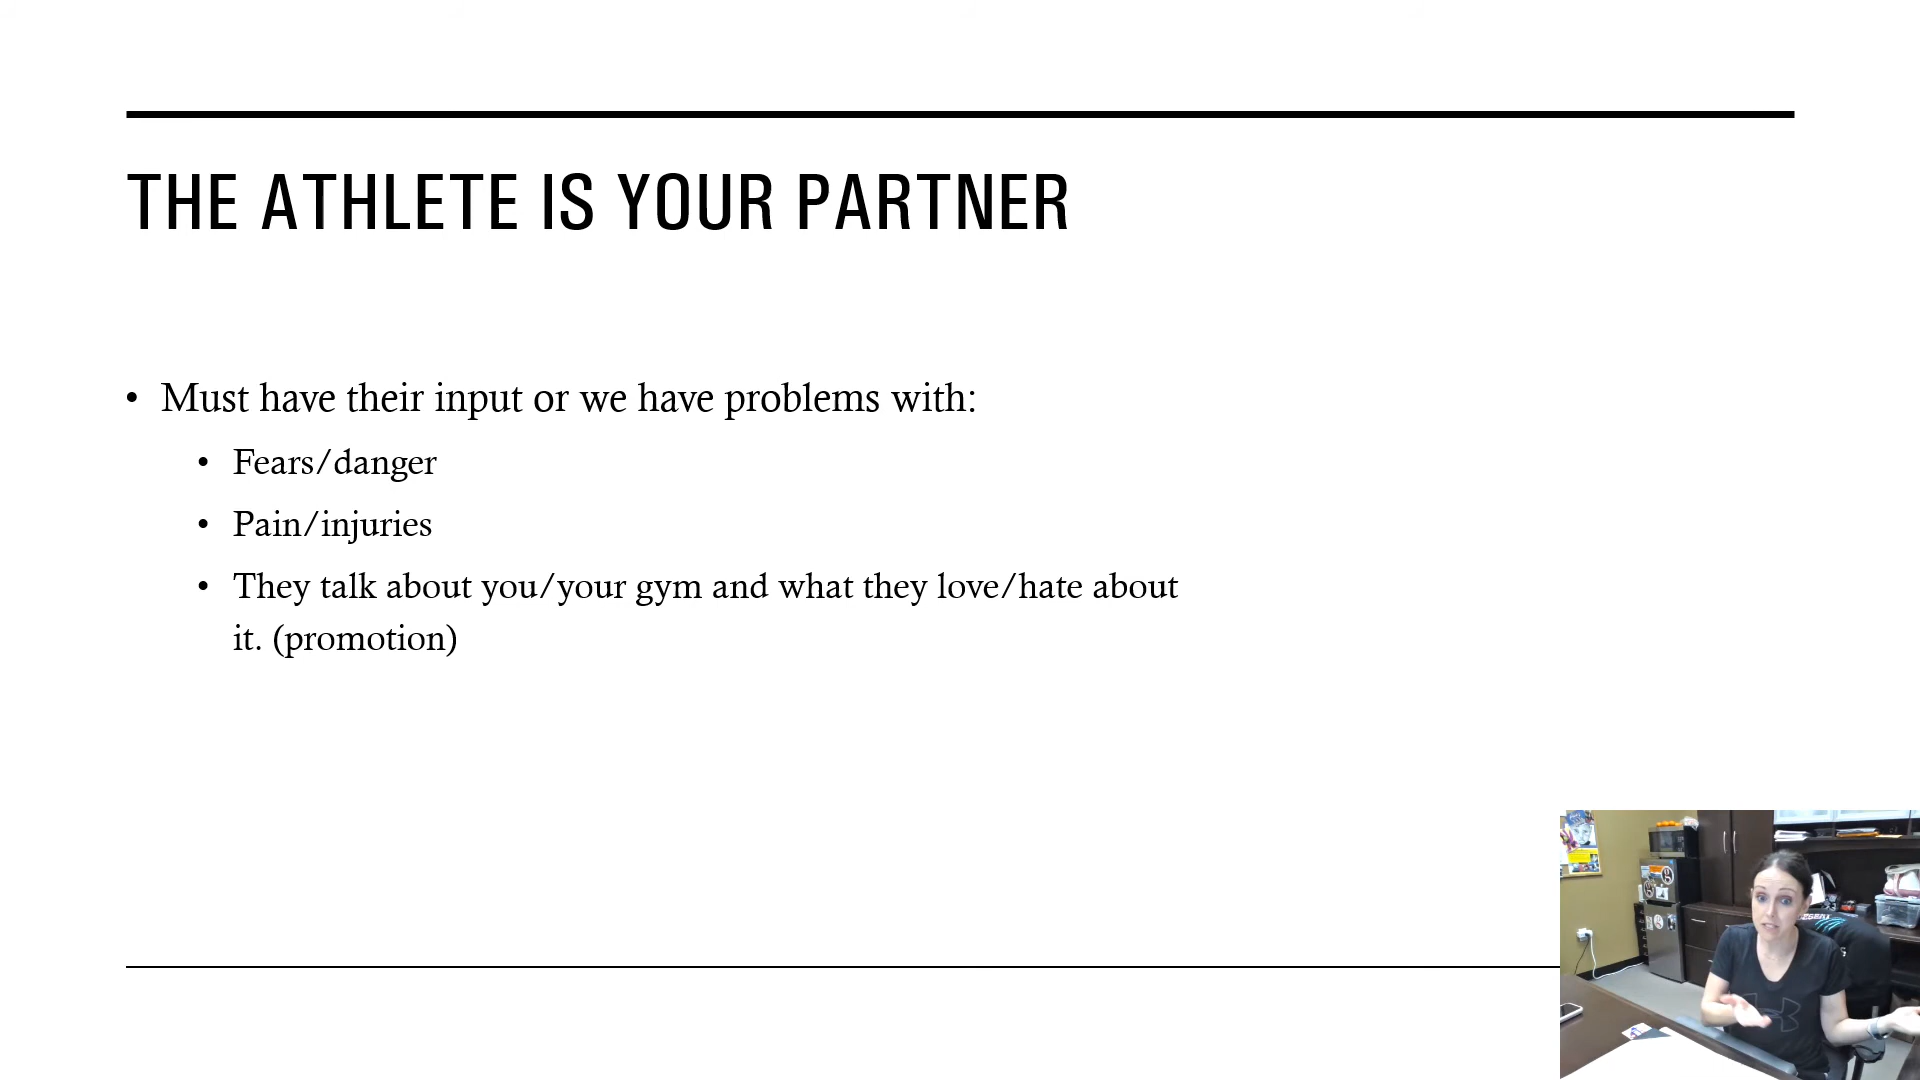 THE ATHLETE IS YOUR PARTNER
• Must have their input or we have problems with:
• Fears/danger
• Pain/injuries
• They talk about you/your gym and what they love/hate about
it. (promotion)